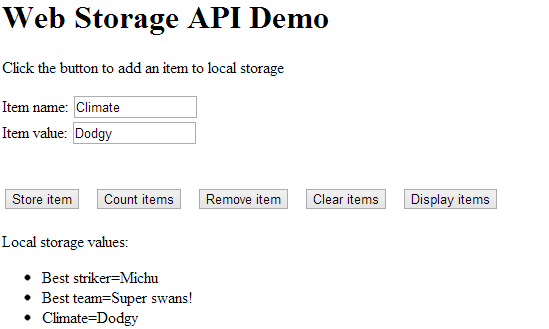 Web Storage API Demo
Click the button to add an item to local storage
Item name: Climate
Item value: Dodgy
Store item Count items Remove item Clear items Display items
Local storage values:
Best striker=Michu
Best team=Super swans!
Climate=Dodgy